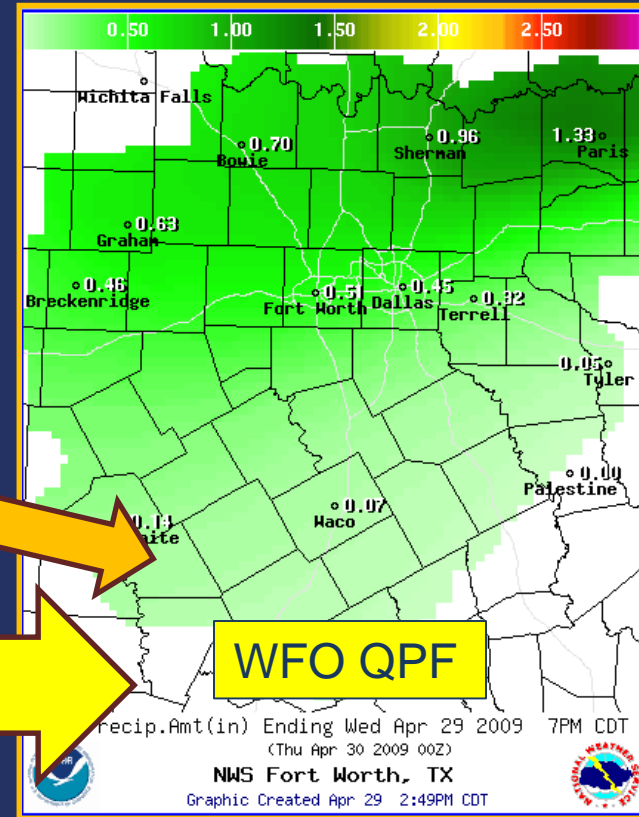 0.50 1.00 1.50 2.00 2.50
Wichita Falls
0.70
Bowie
0.96
Sherman
1.33
Paris
0.63
Graham
0.46
Breckenridge
0.51
Fort Worth
0.45
Dallas
Terrell
0.05
Tyler
0.00
Palestine
0.14
aite
0.07
Waco
WFO QPF
recip.Amt(in) Ending Wed Apr 29 2009 7PM CDT
(Thu Apr 30 2009 00Z)
NWS Fort Worth, TX
Graphic Created Apr 29 2:49PM CDT
NATIONAL WEATHER SERVICE